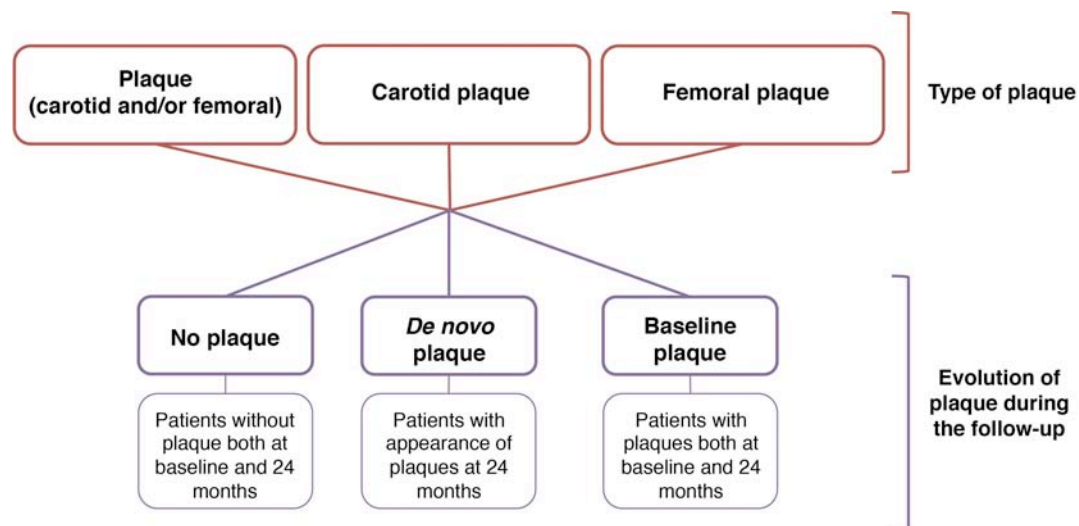 Plaque
(carotid and/or femoral)
Carotid plaque
Femoral plaque
Type of plaque
No plaque
De novo
plaque
Baseline
plaque
Patients without
plaque both at
baseline and 24
months
Patients with
appearance of
plaques at 24
months
Patients with
plaques both at
baseline and 24
months
Evolution of
plaque during
the follow-up